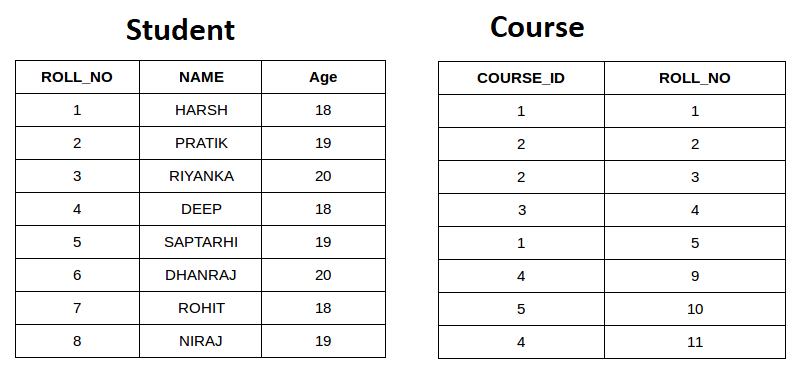 Student
ROLL_NO NAME Age
1 HARSH 18
2 PRATIK 19
3 RIYANKA 20
4 DEEP 18
5 SAPTARHI 19
6 DHANRAJ 20
7 ROHIT 18
8 NIRAJ 19
Course
COURSE_ID ROLL_NO
1 1
2 2
2 3
3 4
1 5
4 9
5 10
4 11